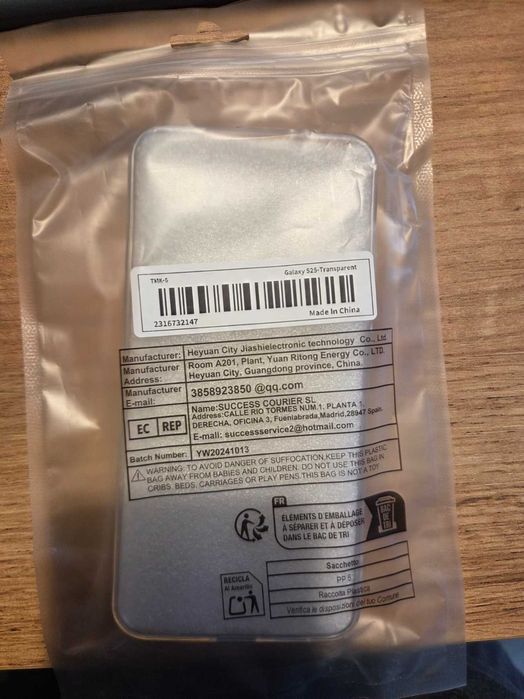 TMK-5 Galaxy S25-Transparent
2316732147 Made In China
Manufacturer: Heyuan City Jiashielectronic technology Co., Ltd
Manufacturer Address: Room A201, Plant, Yuan Ritong Energy Co., LTD.
Heyuan City, Guangdong province, China.
Manufacturer E-mail: 3858923850 @qq.com
EC REP
Name:SUCCESS COURIER SL
Address:CALLE RIO TORMES NUM.1, PLANTA 1,
DERECHA, OFICINA 3, Fuenlabrada,Madrid,28947 Spain.
E-mail: successservice2@hotmail.com
Batch Number: YW20241013
WARNING: TO AVOID DANGER OF SUFFOCATION,KEEP THIS PLASTIC
BAG AWAY FROM BABIES AND CHILDREN. DO NOT USE THIS BAG IN
CRIBS. BEDS. CARRIAGES OR PLAY PENS.THIS BAG IS NOT A TOY
FR
ÉLÉMENTS D'EMBALLAGE
À SÉPARER ET À DÉPOSER
DANS LE BAC DE TRI
BAC
DE
TRI
RECICLA
Al Amarillo
Sacchetto
PP 5
Raccolta Plastica
Verifica le disposizioni del tuo Comune